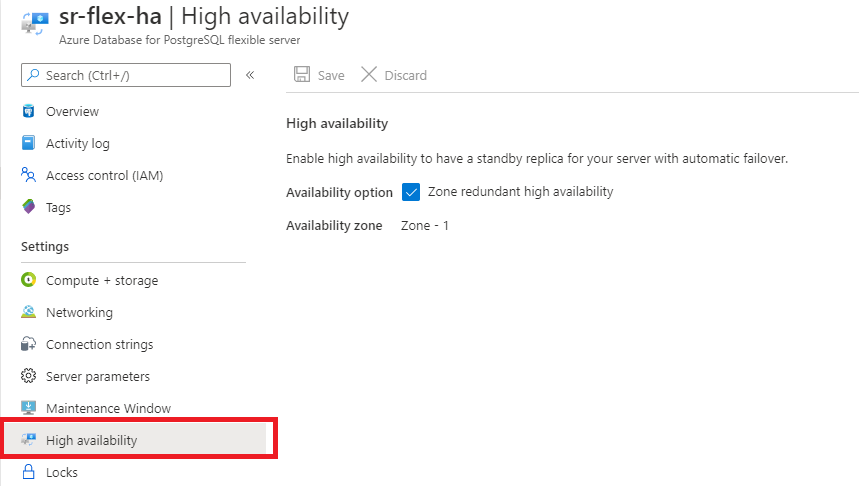 sr-flex-ha | High availability
Azure Database for PostgreSQL flexible server
Search (Ctrl+/)
«
Overview
Activity log
Access control (IAM)
Tags
Settings
Compute + storage
Networking
Connection strings
Server parameters
Maintenance Window
High availability
Locks
Save
Discard
High availability
Enable high availability to have a standby replica for your server with automatic failover.
Availability option Zone redundant high availability
Availability zone Zone - 1